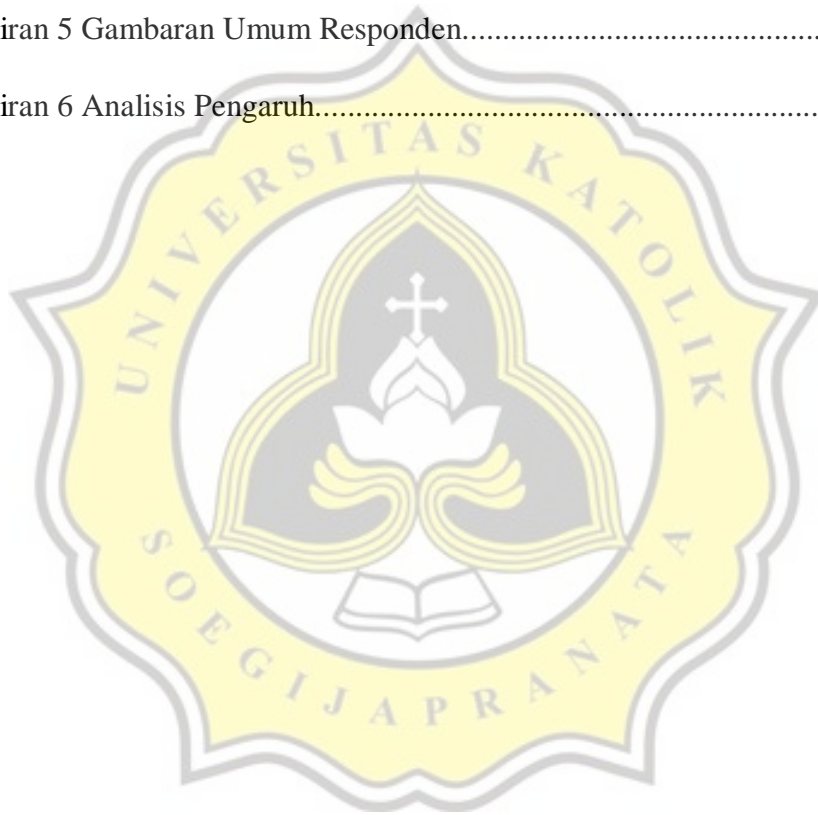 iran 5 Gambaran Umum Responden..........................................
iran 6 Analisis Pengaruh..............................................................
UNIVERSITAS KATOLIK
SOEGIJAPRANATA